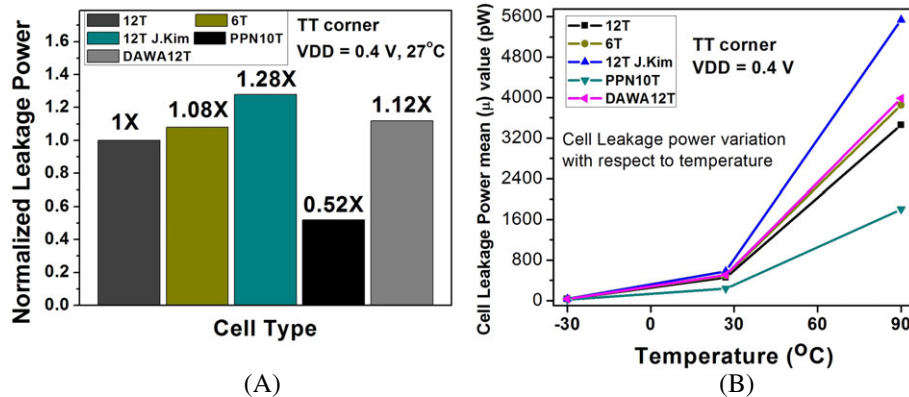 12T
6T
12T J.Kim
PPN10T
DAWA12T
TT corner
VDD = 0.4 V, 27°C
Normalized Leakage Power
1.6
1.4
1.2
1.0
0.8
0.6
0.4
0.2
0.0
1X
1.08X
1.28X
0.52X
1.12X
Cell Type
(A)
Cell Leakage Power mean (μ) value (pW)
5600
4800
4000
3200
2400
1600
800
0
12T
6T
12T J.Kim
PPN10T
DAWA12T
TT corner
VDD = 0.4 V
Cell Leakage power variation
with respect to temperature
-30
0
30
60
90
Temperature (°C)
(B)